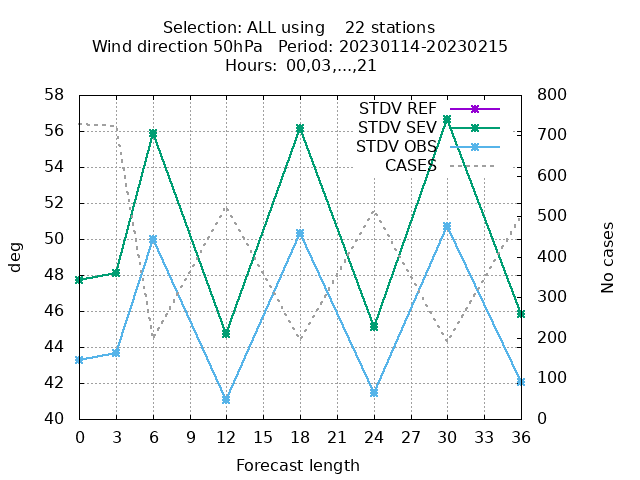 Selection: ALL using    22 stations
Wind direction 50hPa   Period: 20230114-20230215
Hours: 00,03,...,21
STDV REF
STDV SEV
STDV OBS
CASES
58
56
54
52
50
48
46
44
42
40
deg
800
700
600
500
400
300
200
100
0
No cases
0 3 6 9 12 15 18 21 24 27 30 33 36
Forecast length